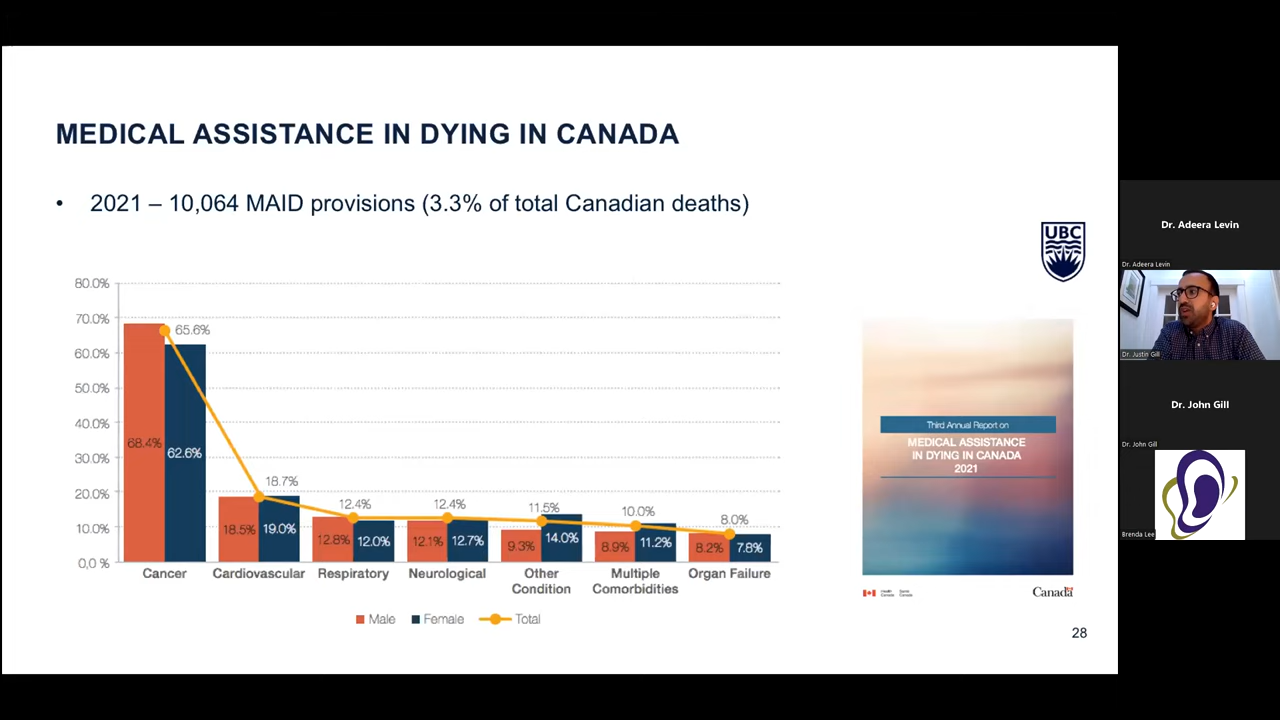 MEDICAL ASSISTANCE IN DYING IN CANADA
• 2021 – 10,064 MAID provisions (3.3% of total Canadian deaths)
UBC
80.0%
70.0%
60.0%
50.0%
40.0%
30.0%
20.0%
10.0%
0,0 %
65.6%
68.4%
62.6%
18.7%
18.5%
19.0%
12.4%
12.8%
12.0%
12.4%
12.1%
12.7%
11.5%
9.3%
14.0%
10.0%
8.9%
11.2%
8.0%
8.2%
7.8%
Cancer
Cardiovascular
Respiratory
Neurological
Other
Condition
Multiple
Comorbidities
Organ Failure
Male Female Total
Third Annual Report on
MEDICAL ASSISTANCE
IN DYING IN CANADA
2021
Health Canada
Santé Canada
Canada
28
Dr. Adeera Levin
Dr. Adeera Levin
Dr. Justin Gill
Dr. John Gill
Dr. John Gill
Brenda Lee